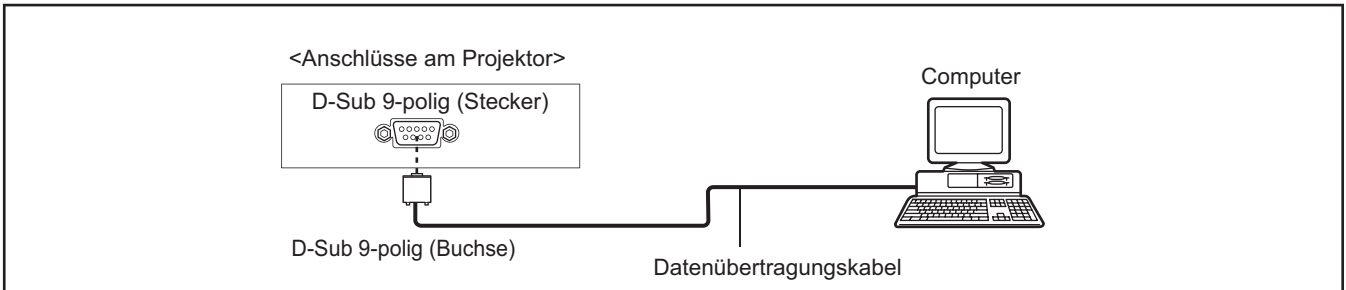 <Anschlüsse am Projektor>
D-Sub 9-polig (Stecker)
Computer
D-Sub 9-polig (Buchse)
Datenübertragungskabel